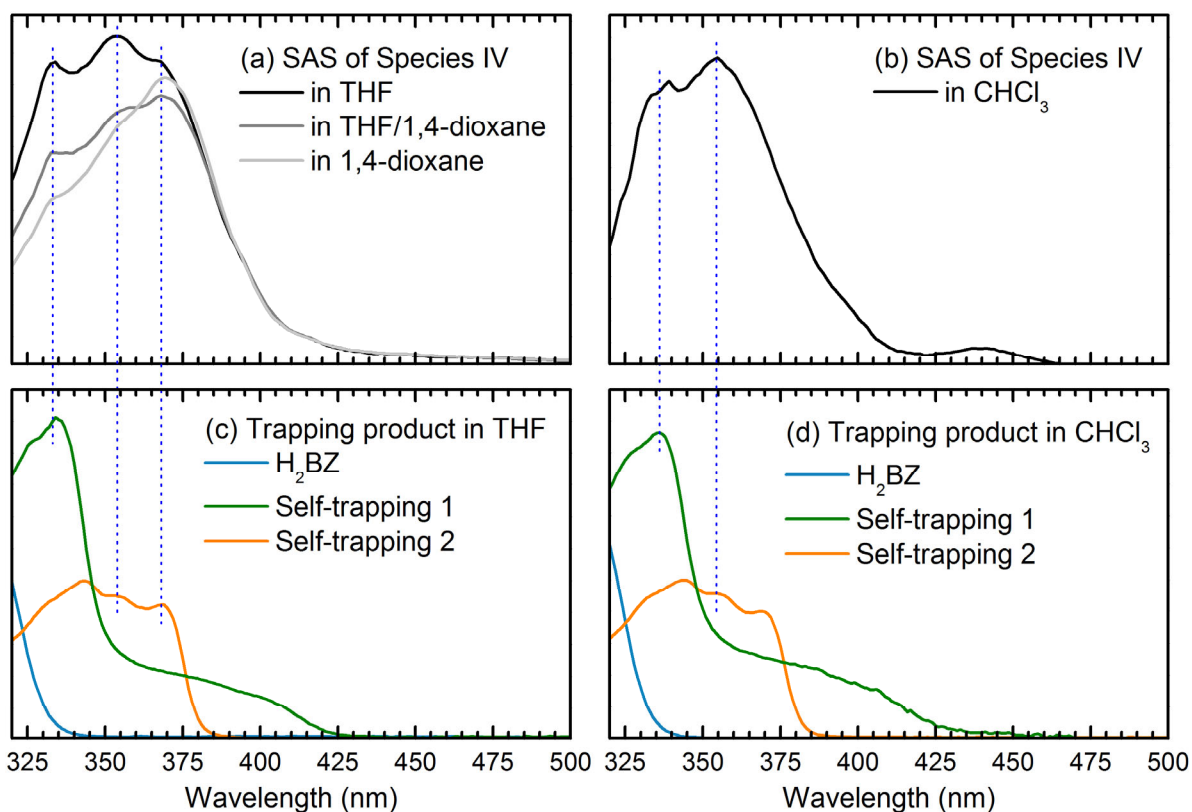 (a) SAS of Species IV
in THF
in THF/1,4-dioxane
in 1,4-dioxane
(b) SAS of Species IV
in CHCl₃
(c) Trapping product in THF
H₂BZ
Self-trapping 1
Self-trapping 2
325 350 375 400 425 450 475 500
Wavelength (nm)
(d) Trapping product in CHCl₃
H₂BZ
Self-trapping 1
Self-trapping 2
325 350 375 400 425 450 475 500
Wavelength (nm)